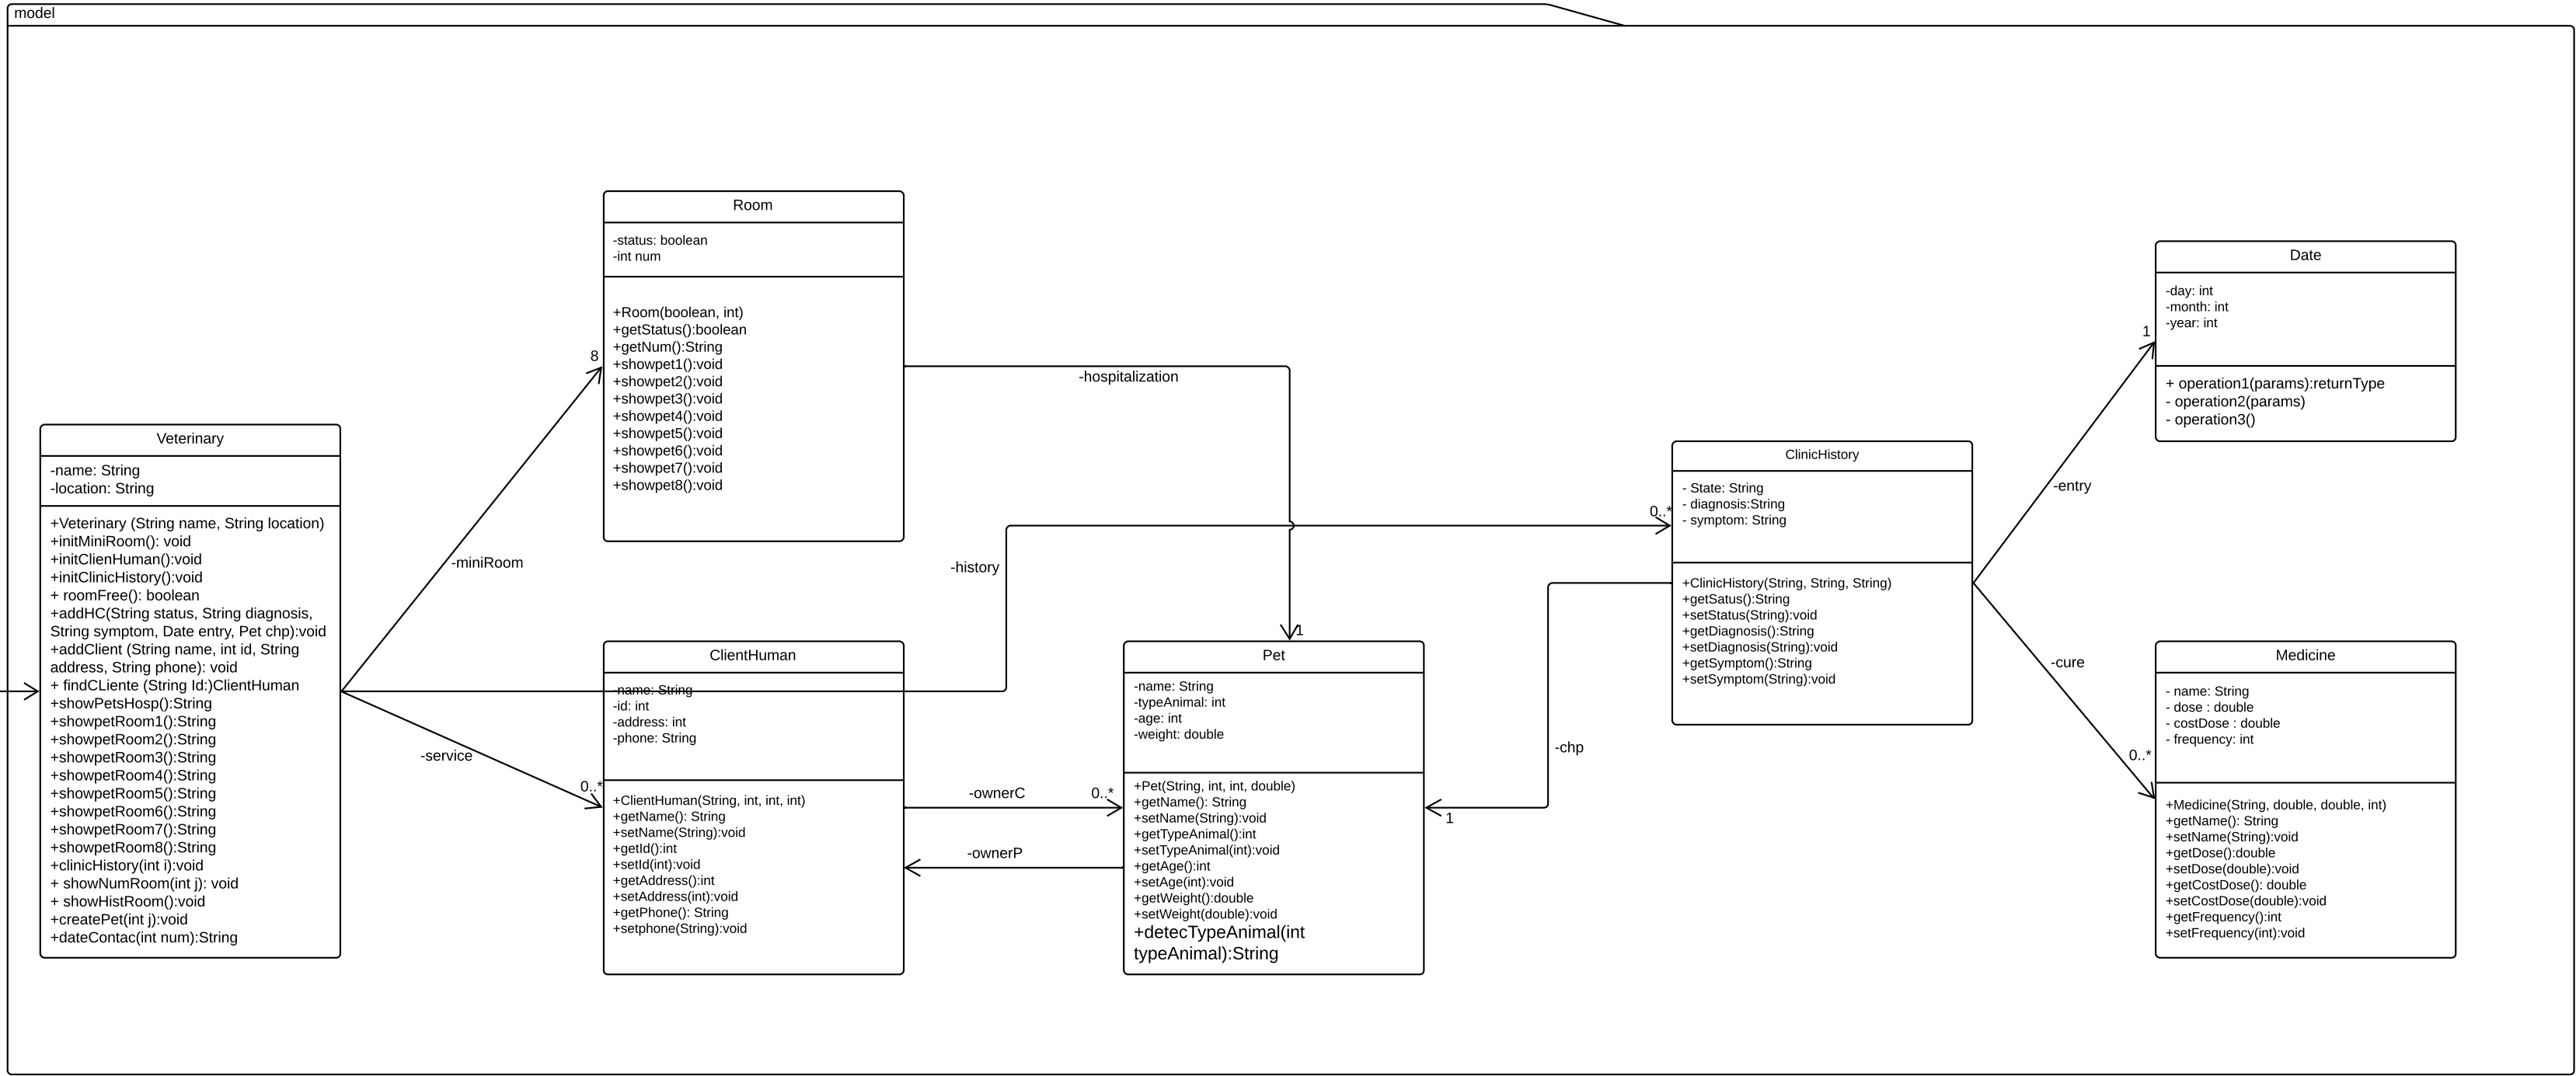 model
Veterinary
-name: String
-location: String
+Veterinary (String name, String location)
+initMiniRoom(): void
+initClienHuman():void
+initClinicHistory():void
+ roomFree(): boolean
+addHC(String status, String diagnosis,
String symptom, Date entry, Pet chp):void
+addClient (String name, int id, String
address, String phone): void
+ findCLiente (String Id:)ClientHuman
+showPetsHosp():String
+showpetRoom1():String
+showpetRoom2():String
+showpetRoom3():String
+showpetRoom4():String
+showpetRoom5():String
+showpetRoom6():String
+showpetRoom7():String
+showpetRoom8():String
+clinicHistory(int i):void
+ showNumRoom(int j): void
+ showHistRoom():void
+createPet(int j):void
+dateContac(int num):String
-miniRoom
8
-service
0..*
-history
0..*
Room
-status: boolean
-int num
+Room(boolean, int)
+getStatus():boolean
+getNum():String
+showpet1():void
+showpet2():void
+showpet3():void
+showpet4():void
+showpet5():void
+showpet6():void
+showpet7():void
+showpet8():void
-hospitalization
1
ClientHuman
-name: String
-id: int
-address: int
-phone: String
+ClientHuman(String, int, int, int)
+getName(): String
+setName(String):void
+getId():int
+setId(int):void
+getAddress():int
+setAddress(int):void
+getPhone(): String
+setphone(String):void
-ownerC
0..*
-ownerP
Pet
-name: String
-typeAnimal: int
-age: int
-weight: double
+Pet(String, int, int, double)
+getName(): String
+setName(String):void
+getTypeAnimal():int
+setTypeAnimal(int):void
+getAge():int
+setAge(int):void
+getWeight():double
+setWeight(double):void
+detecTypeAnimal(int
typeAnimal):String
-chp
1
ClinicHistory
- State: String
- diagnosis:String
- symptom: String
+ClinicHistory(String, String, String)
+getSatus():String
+setStatus(String):void
+getDiagnosis():String
+setDiagnosis(String):void
+getSymptom():String
+setSymptom(String):void
-entry
1
-cure
0..*
Date
-day: int
-month: int
-year: int
+ operation1(params):returnType
- operation2(params)
- operation3()
Medicine
- name: String
- dose : double
- costDose : double
- frequency: int
+Medicine(String, double, double, int)
+getName(): String
+setName(String):void
+getDose():double
+setDose(double):void
+getCostDose(): double
+setCostDose(double):void
+getFrequency():int
+setFrequency(int):void